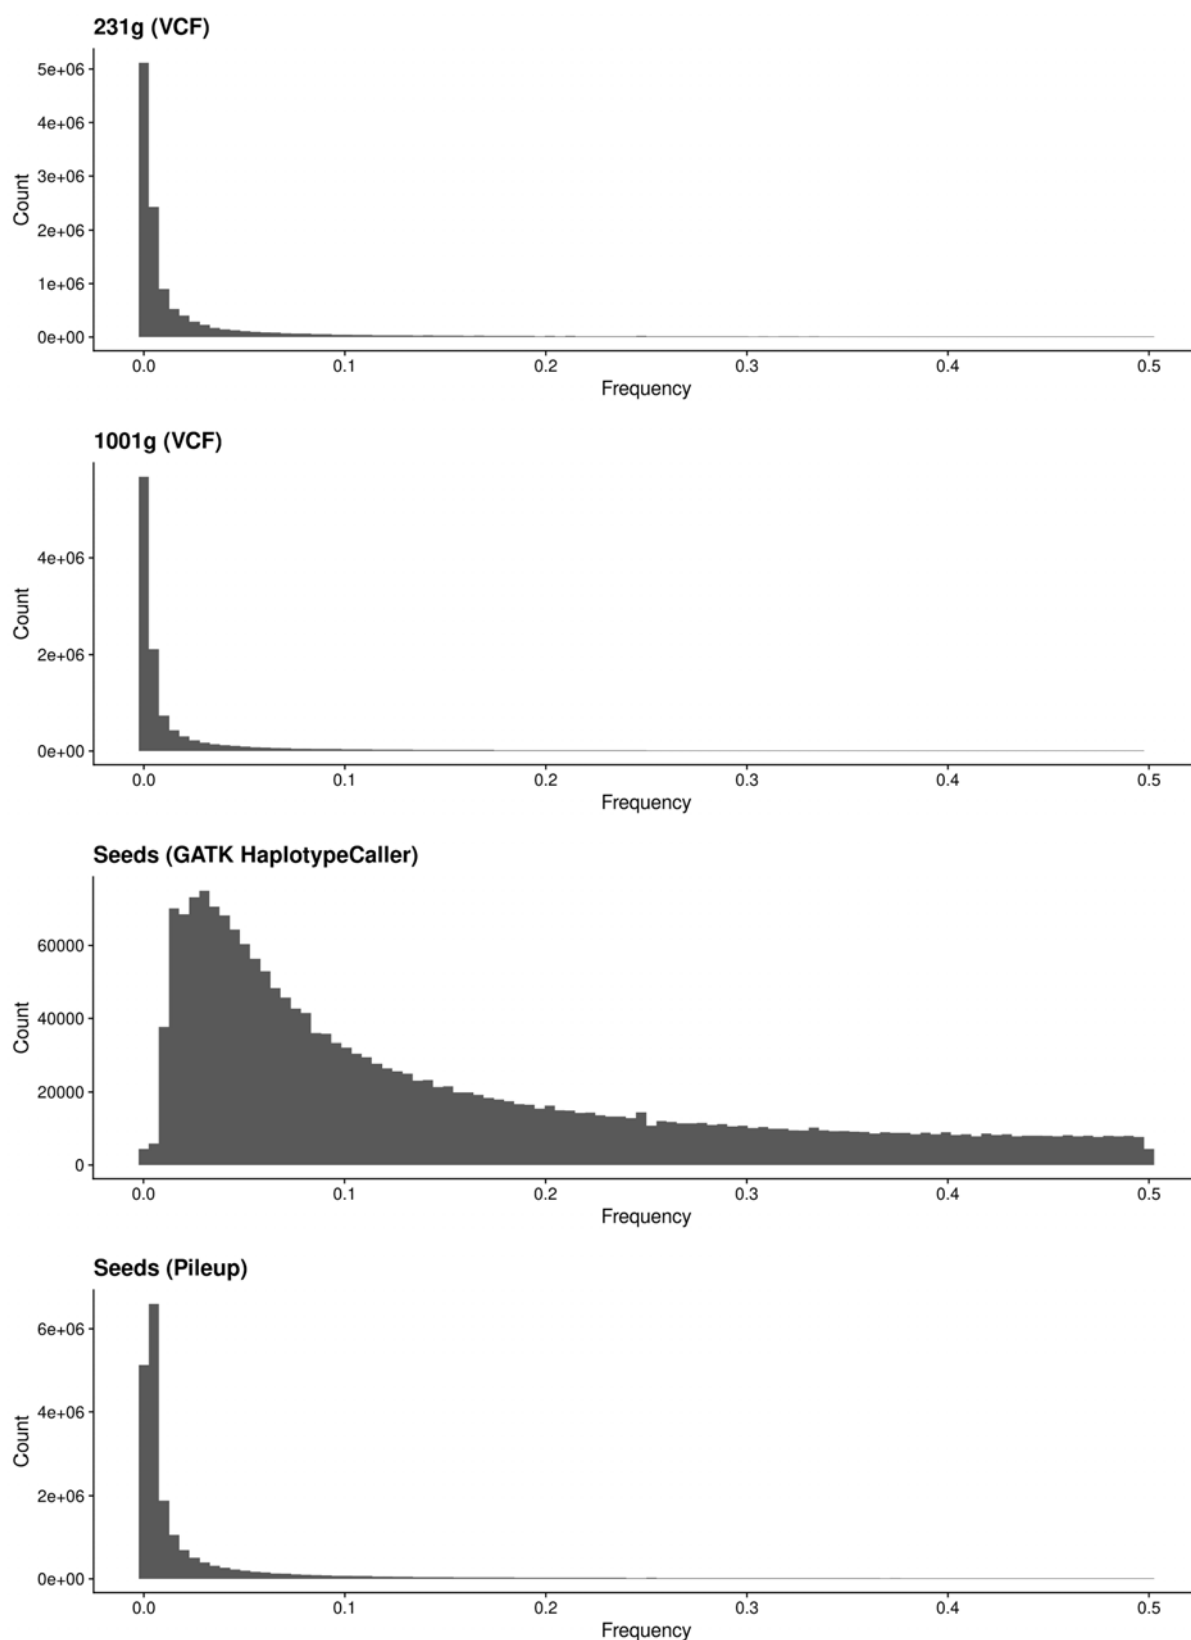 231g (VCF)
5e+06
4e+06
3e+06
2e+06
1e+06
0e+00
Count
0.0 0.1 0.2 0.3 0.4 0.5
Frequency
1001g (VCF)
4e+06
2e+06
0e+00
Count
0.0 0.1 0.2 0.3 0.4 0.5
Frequency
Seeds (GATK HaplotypeCaller)
60000
40000
20000
0
Count
0.0 0.1 0.2 0.3 0.4 0.5
Frequency
Seeds (Pileup)
6e+06
4e+06
2e+06
0e+00
Count
0.0 0.1 0.2 0.3 0.4 0.5
Frequency